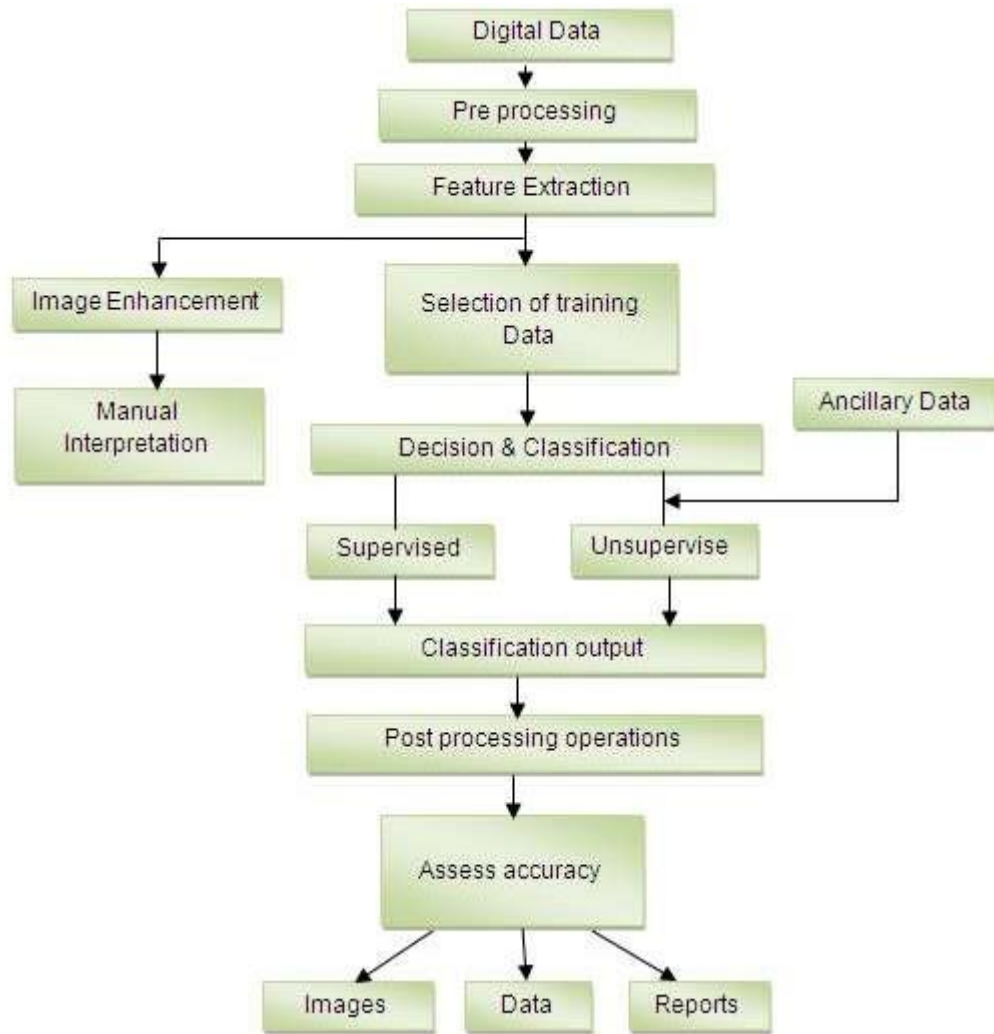 Digital Data
Pre processing
Feature Extraction
Image Enhancement
Selection of training
Data
Manual
Interpretation
Ancillary Data
Decision & Classification
Supervised
Unsupervise
Classification output
Post processing operations
Assess accuracy
Images
Data
Reports